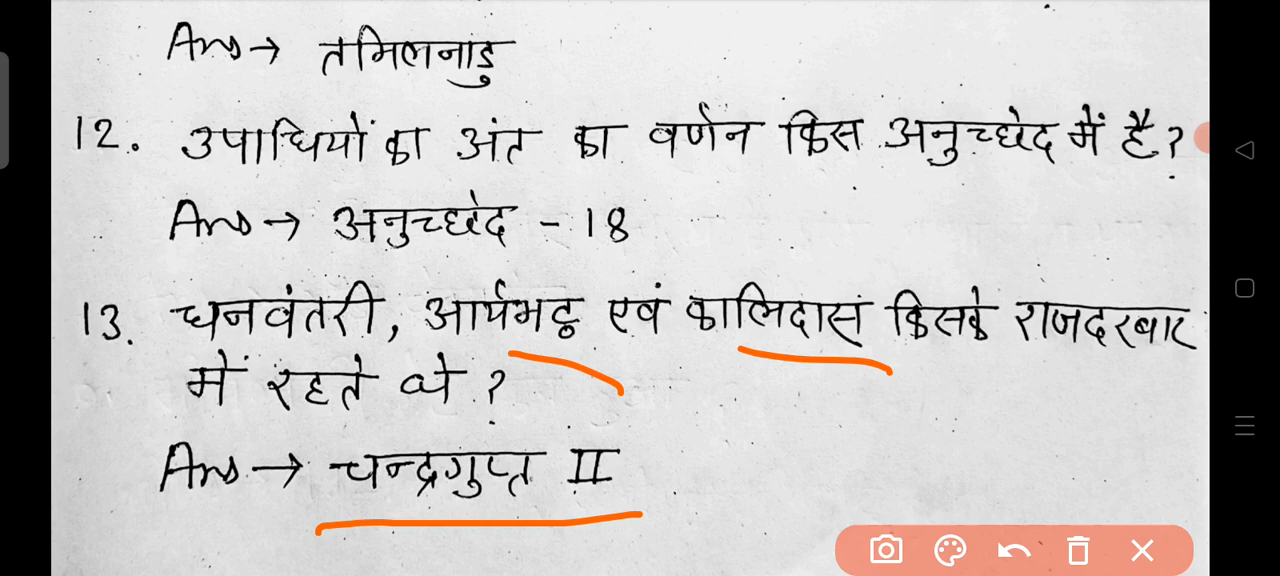 Ans → तमिलनाडु
12. उपाधियों का अंत का वर्णन किस अनुच्छेद में है?
Ans → अनुच्छेद - 18
13. धनवंतरी, आर्यभट्ठ एवं कालिदास किसके राजदरबार
में रहते थे?
Ans → चन्द्रगुप्त II